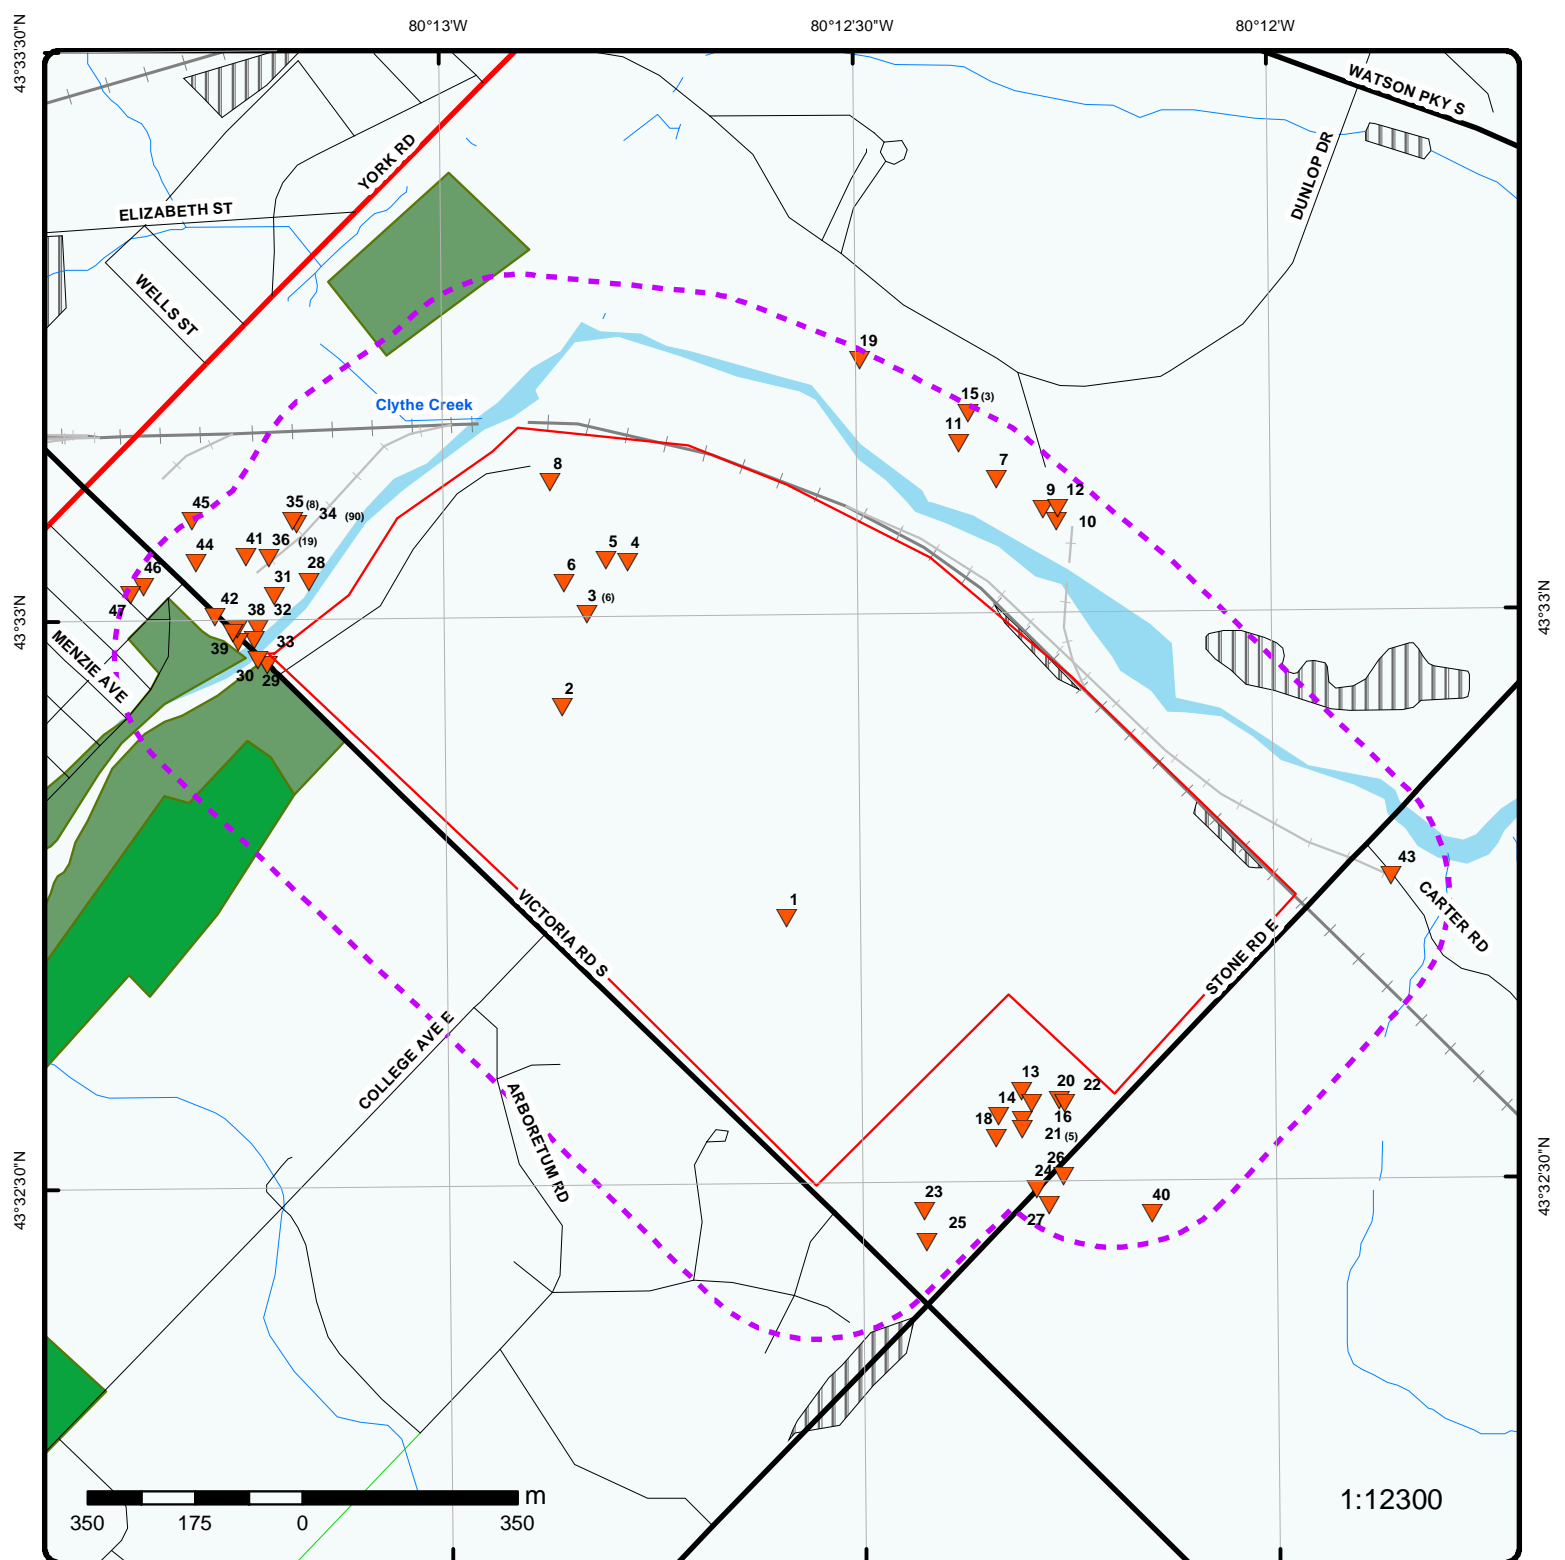 80°13'W
80°12'30"W
80°12'W
43°33'30"N
WATSON PKY S
YORK RD
DUNLOP DR
ELIZABETH ST
WELLS ST
19
15 (3)
Clythe Creek
11
8
7
9
12
10
45
35 (8)
34 (90)
44
41
36 (19)
28
5
4
6
46
31
3 (6)
47
42
38
32
43°33'N
43°33'N
39
33
30
29
MENZIE AVE
2
43
1
VICTORIA RD S
CARTER RD
STONE RD E
COLLEGE AVE E
ARBORETUM RD
13
20
22
14
16
18
21 (5)
26
24
43°32'30"N
43°32'30"N
23
40
25
27
m
350
175
0
350
1:12300